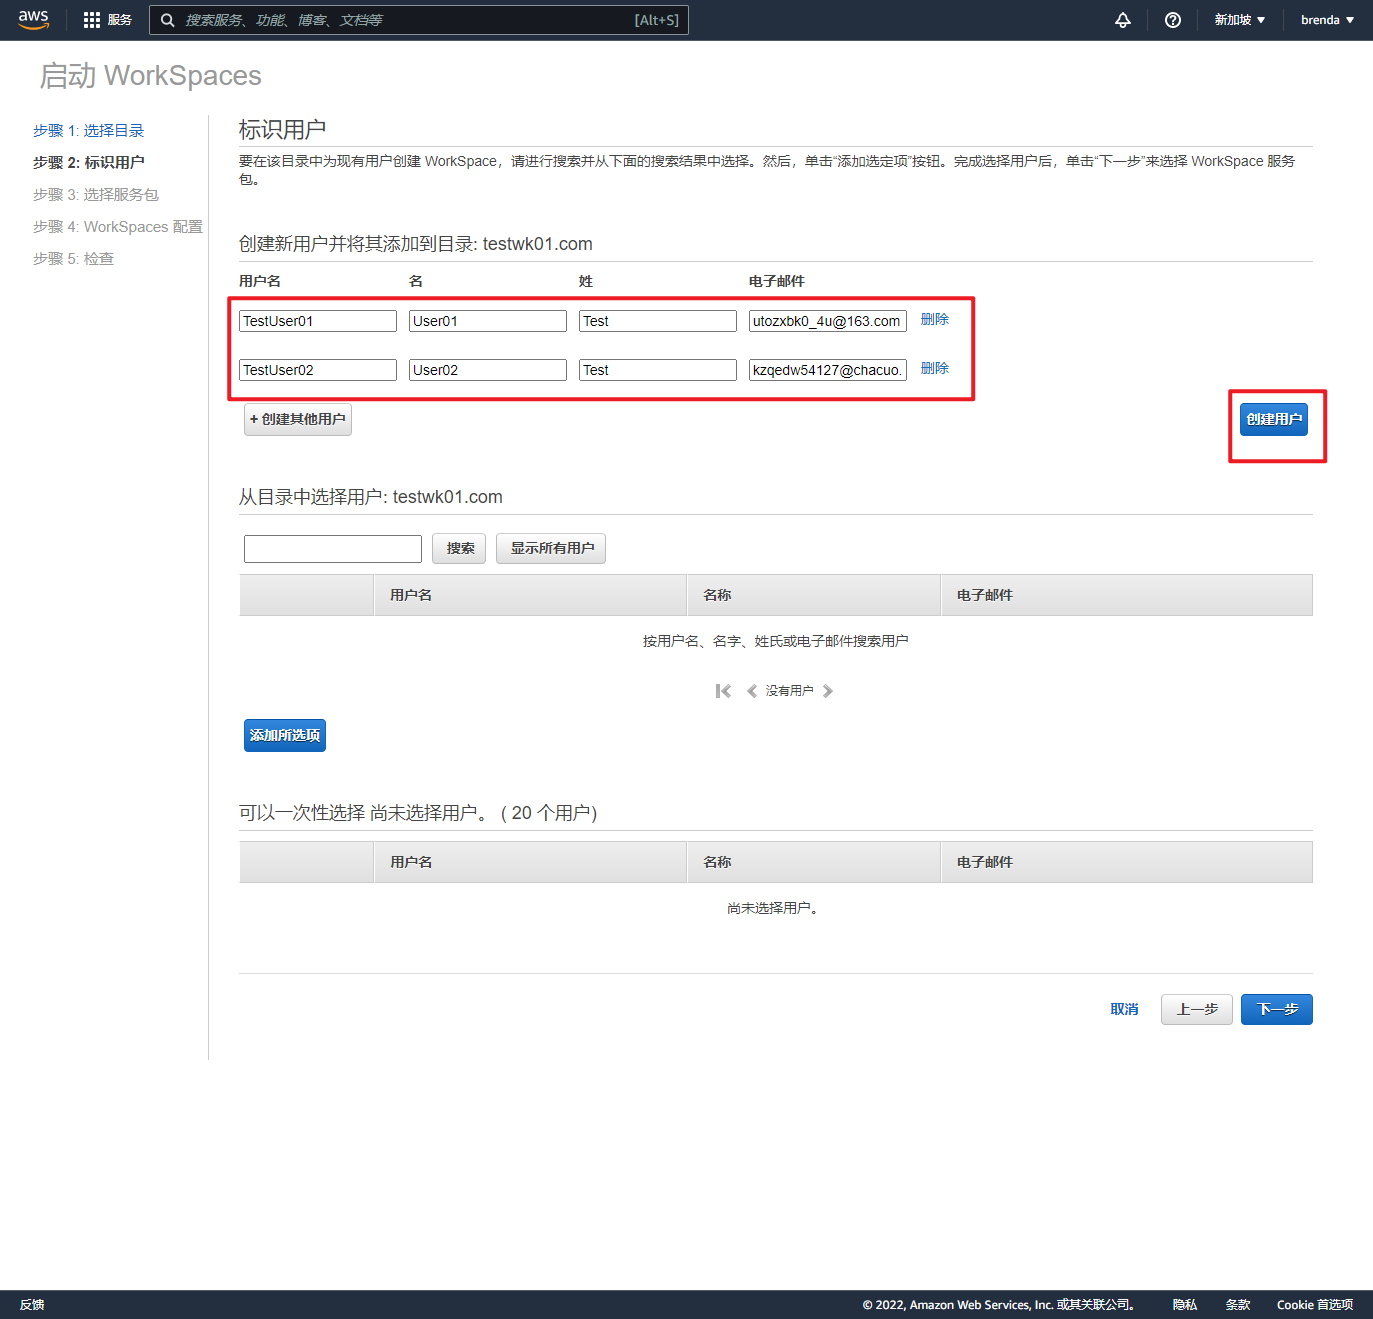 aws 服务 搜索服务、功能、博客、文档等 [Alt+S] 新加坡 brenda
启动 WorkSpaces
步骤 1: 选择目录
步骤 2: 标识用户
步骤 3: 选择服务包
步骤 4: WorkSpaces 配置
步骤 5: 检查
标识用户
要在该目录中为现有用户创建 WorkSpace，请进行搜索并从下面的搜索结果中选择。然后，单击“添加选定项”按钮。完成选择用户后，单击“下一步”来选择 WorkSpace 服务
包。
创建新用户并将其添加到目录: testwk01.com
用户名 名 姓 电子邮件
TestUser01 User01 Test utozxbk0_4u@163.com 删除
TestUser02 User02 Test kzqedw54127@chacuo. 删除
+ 创建其他用户 创建用户
从目录中选择用户: testwk01.com
搜索 显示所有用户
用户名 名称 电子邮件
按用户名、名字、姓氏或电子邮件搜索用户
没有用户
添加所选项
可以一次性选择 尚未选择用户。 ( 20 个用户)
用户名 名称 电子邮件
尚未选择用户。
取消 上一步 下一步
反馈 © 2022, Amazon Web Services, Inc. 或其关联公司。 隐私 条款 Cookie 首选项